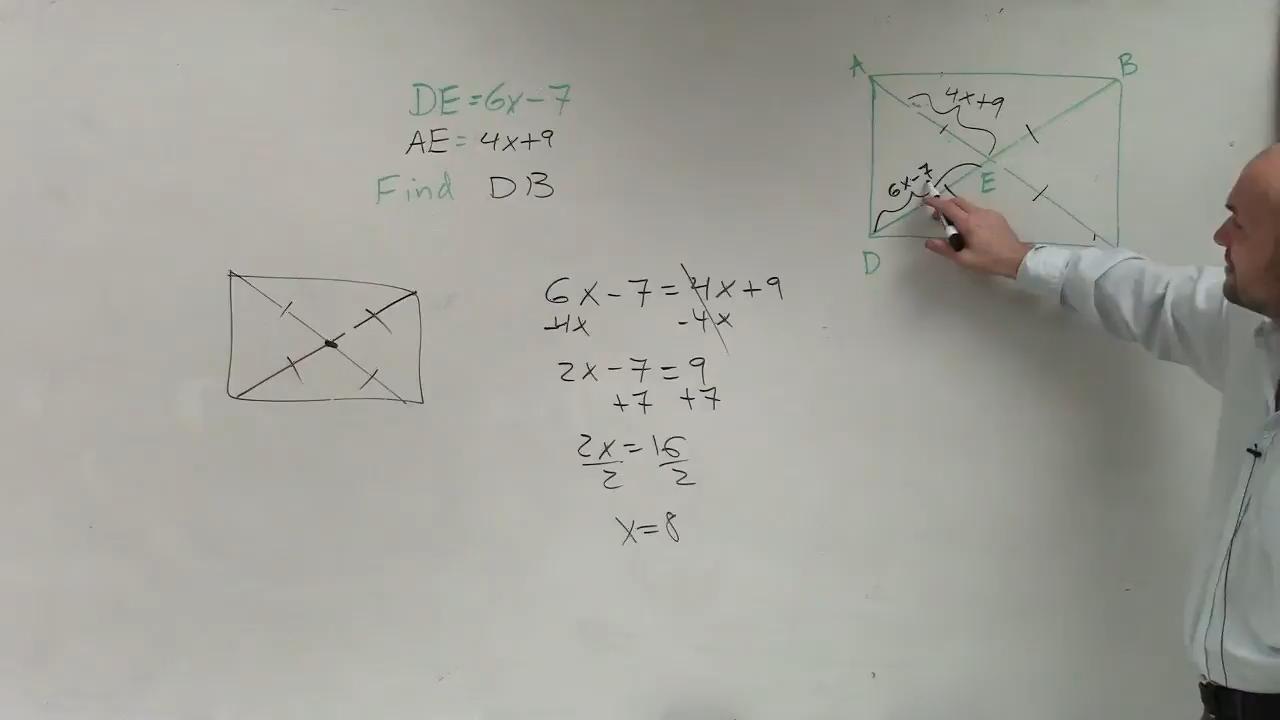 DE = 6x - 7
AE = 4x + 9
Find DB
6x - 7 = 4x + 9
-4x -4x
2x - 7 = 9
+7 +7
2x = 16
2 2
x = 8
A
B
4x+9
6x-7
E
D